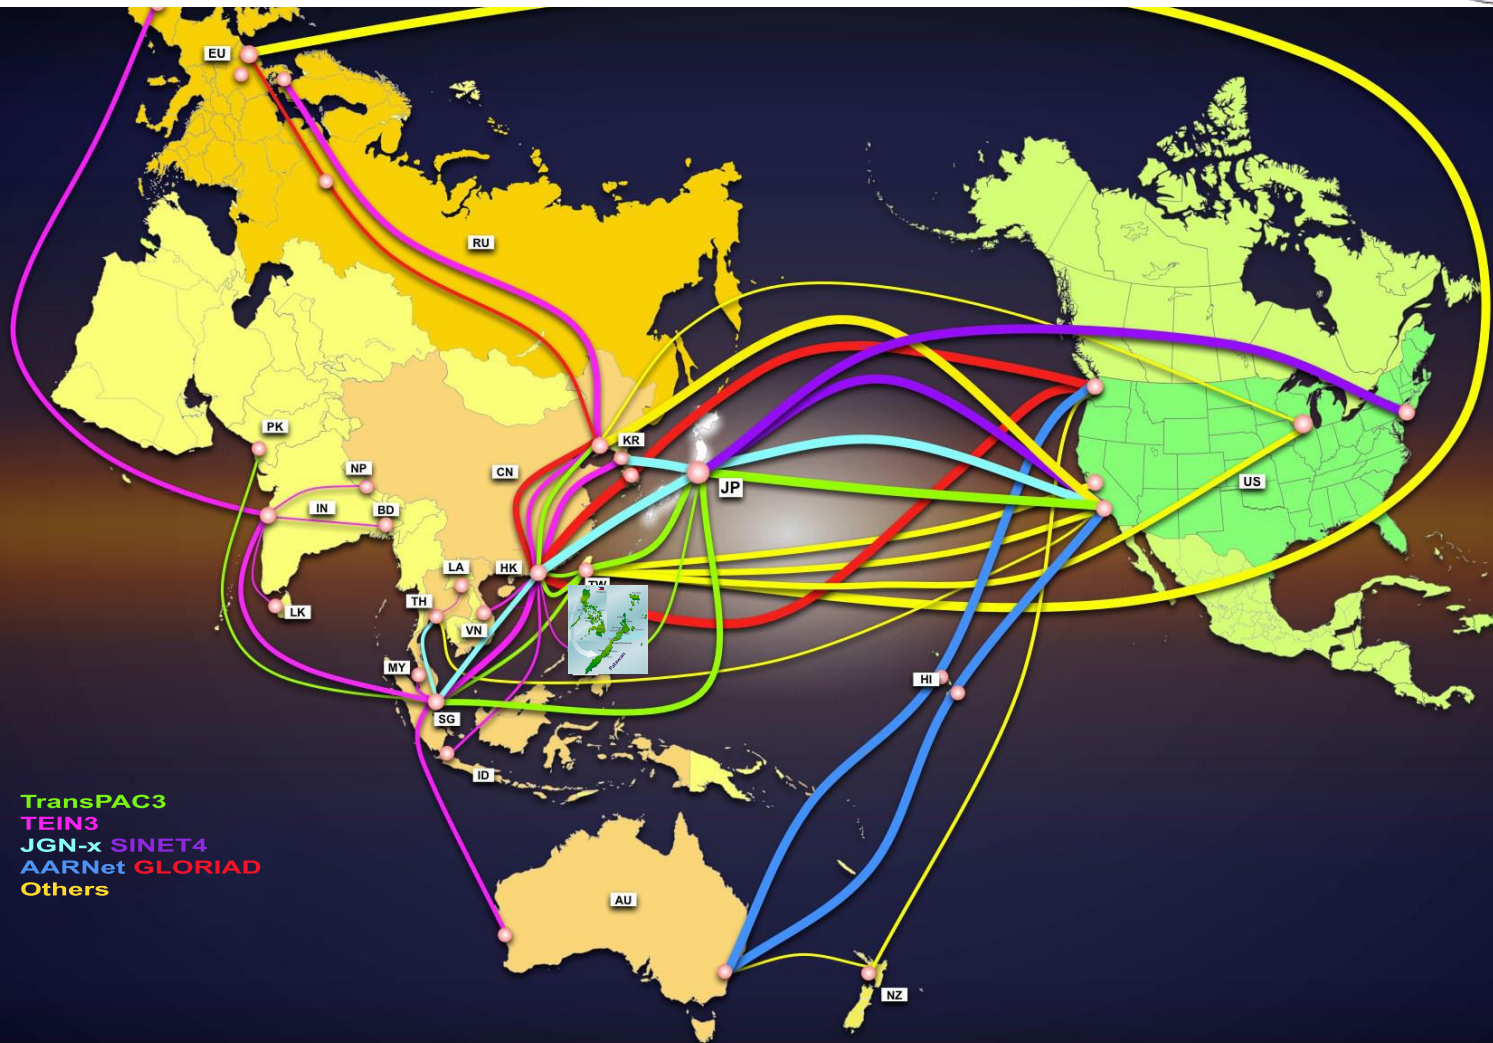 EU
RU
PK
KR
NP
CN
JP
US
IN
BD
LA
HK
TW
TH
LK
VN
Palawan
MY
HI
SG
ID
TransPAC3
TEIN3
JGN-x SINET4
AARNet GLORIAD
Others
AU
NZ